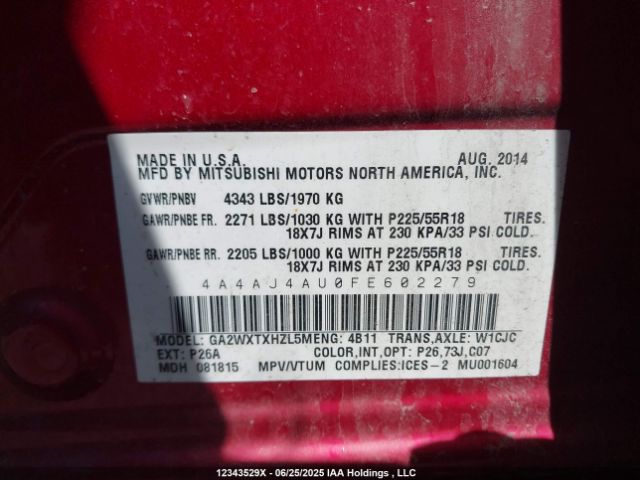 MADE IN U.S.A. AUG. 2014
MFD BY MITSUBISHI MOTORS NORTH AMERICA, INC.
GVWR/PNBV 4343 LBS/1970 KG
GAWR/PNBE FR. 2271 LBS/1030 KG WITH P225/55R18 TIRES.
18X7J RIMS AT 230 KPA/33 PSI COLD.
GAWR/PNBE RR. 2205 LBS/1000 KG WITH P225/55R18 TIRES.
18X7J RIMS AT 230 KPA/33 PSI COLD.
4A4AJ4AU0FE602279
MODEL: GA2WXTXHZL5MENG: 4B11 TRANS,AXLE: W1CJC
EXT: P26A COLOR,INT,OPT: P26,73J,C07
MDH 081815 MPV/VTUM COMPLIES:ICES-2 MU001604
12343529X - 06/25/2025 IAA Holdings , LLC